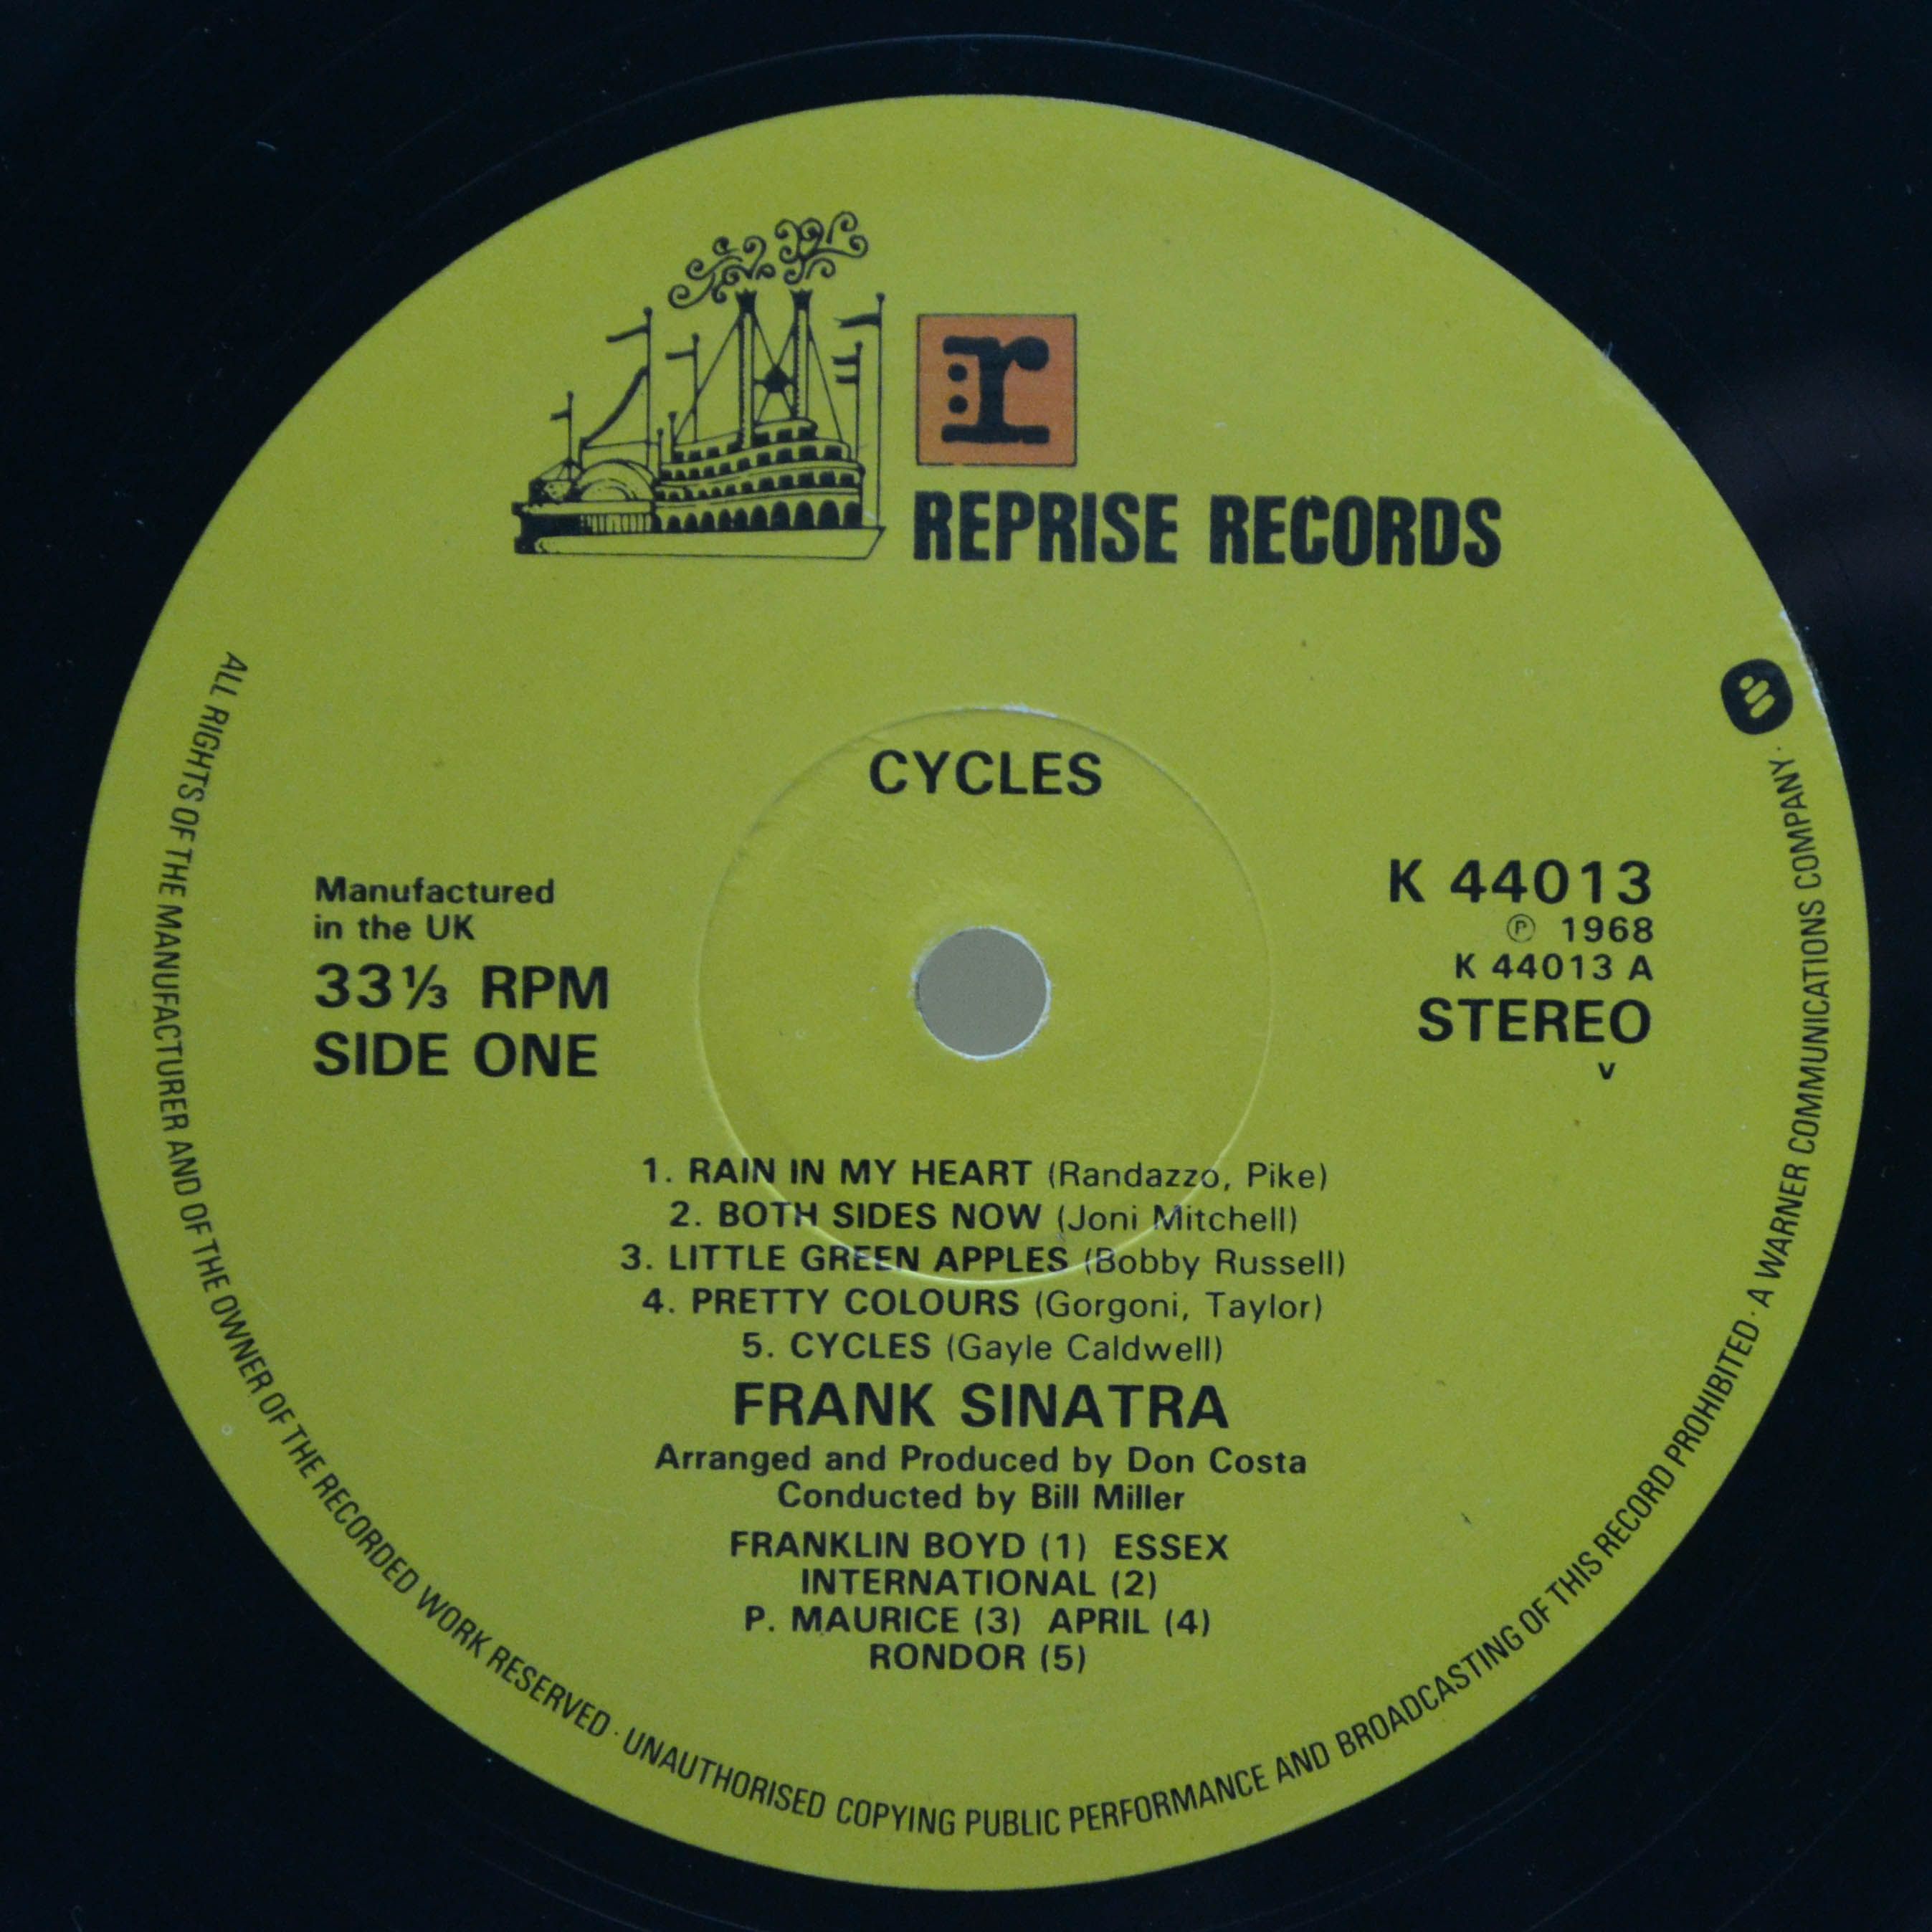 r
REPRISE RECORDS
CYCLES
Manufactured
in the UK
33⅓ RPM
SIDE ONE
K 44013
Ⓟ 1968
K 44013 A
STEREO
v
1. RAIN IN MY HEART (Randazzo, Pike)
2. BOTH SIDES NOW (Joni Mitchell)
3. LITTLE GREEN APPLES (Bobby Russell)
4. PRETTY COLOURS (Gorgoni, Taylor)
5. CYCLES (Gayle Caldwell)
FRANK SINATRA
Arranged and Produced by Don Costa
Conducted by Bill Miller
FRANKLIN BOYD (1) ESSEX
INTERNATIONAL (2)
P. MAURICE (3) APRIL (4)
RONDOR (5)
ALL RIGHTS OF THE MANUFACTURER AND OF THE OWNER OF THE RECORDED WORK RESERVED · UNAUTHORISED COPYING PUBLIC PERFORMANCE AND BROADCASTING OF THIS RECORD PROHIBITED · A WARNER COMMUNICATIONS COMPANY ·